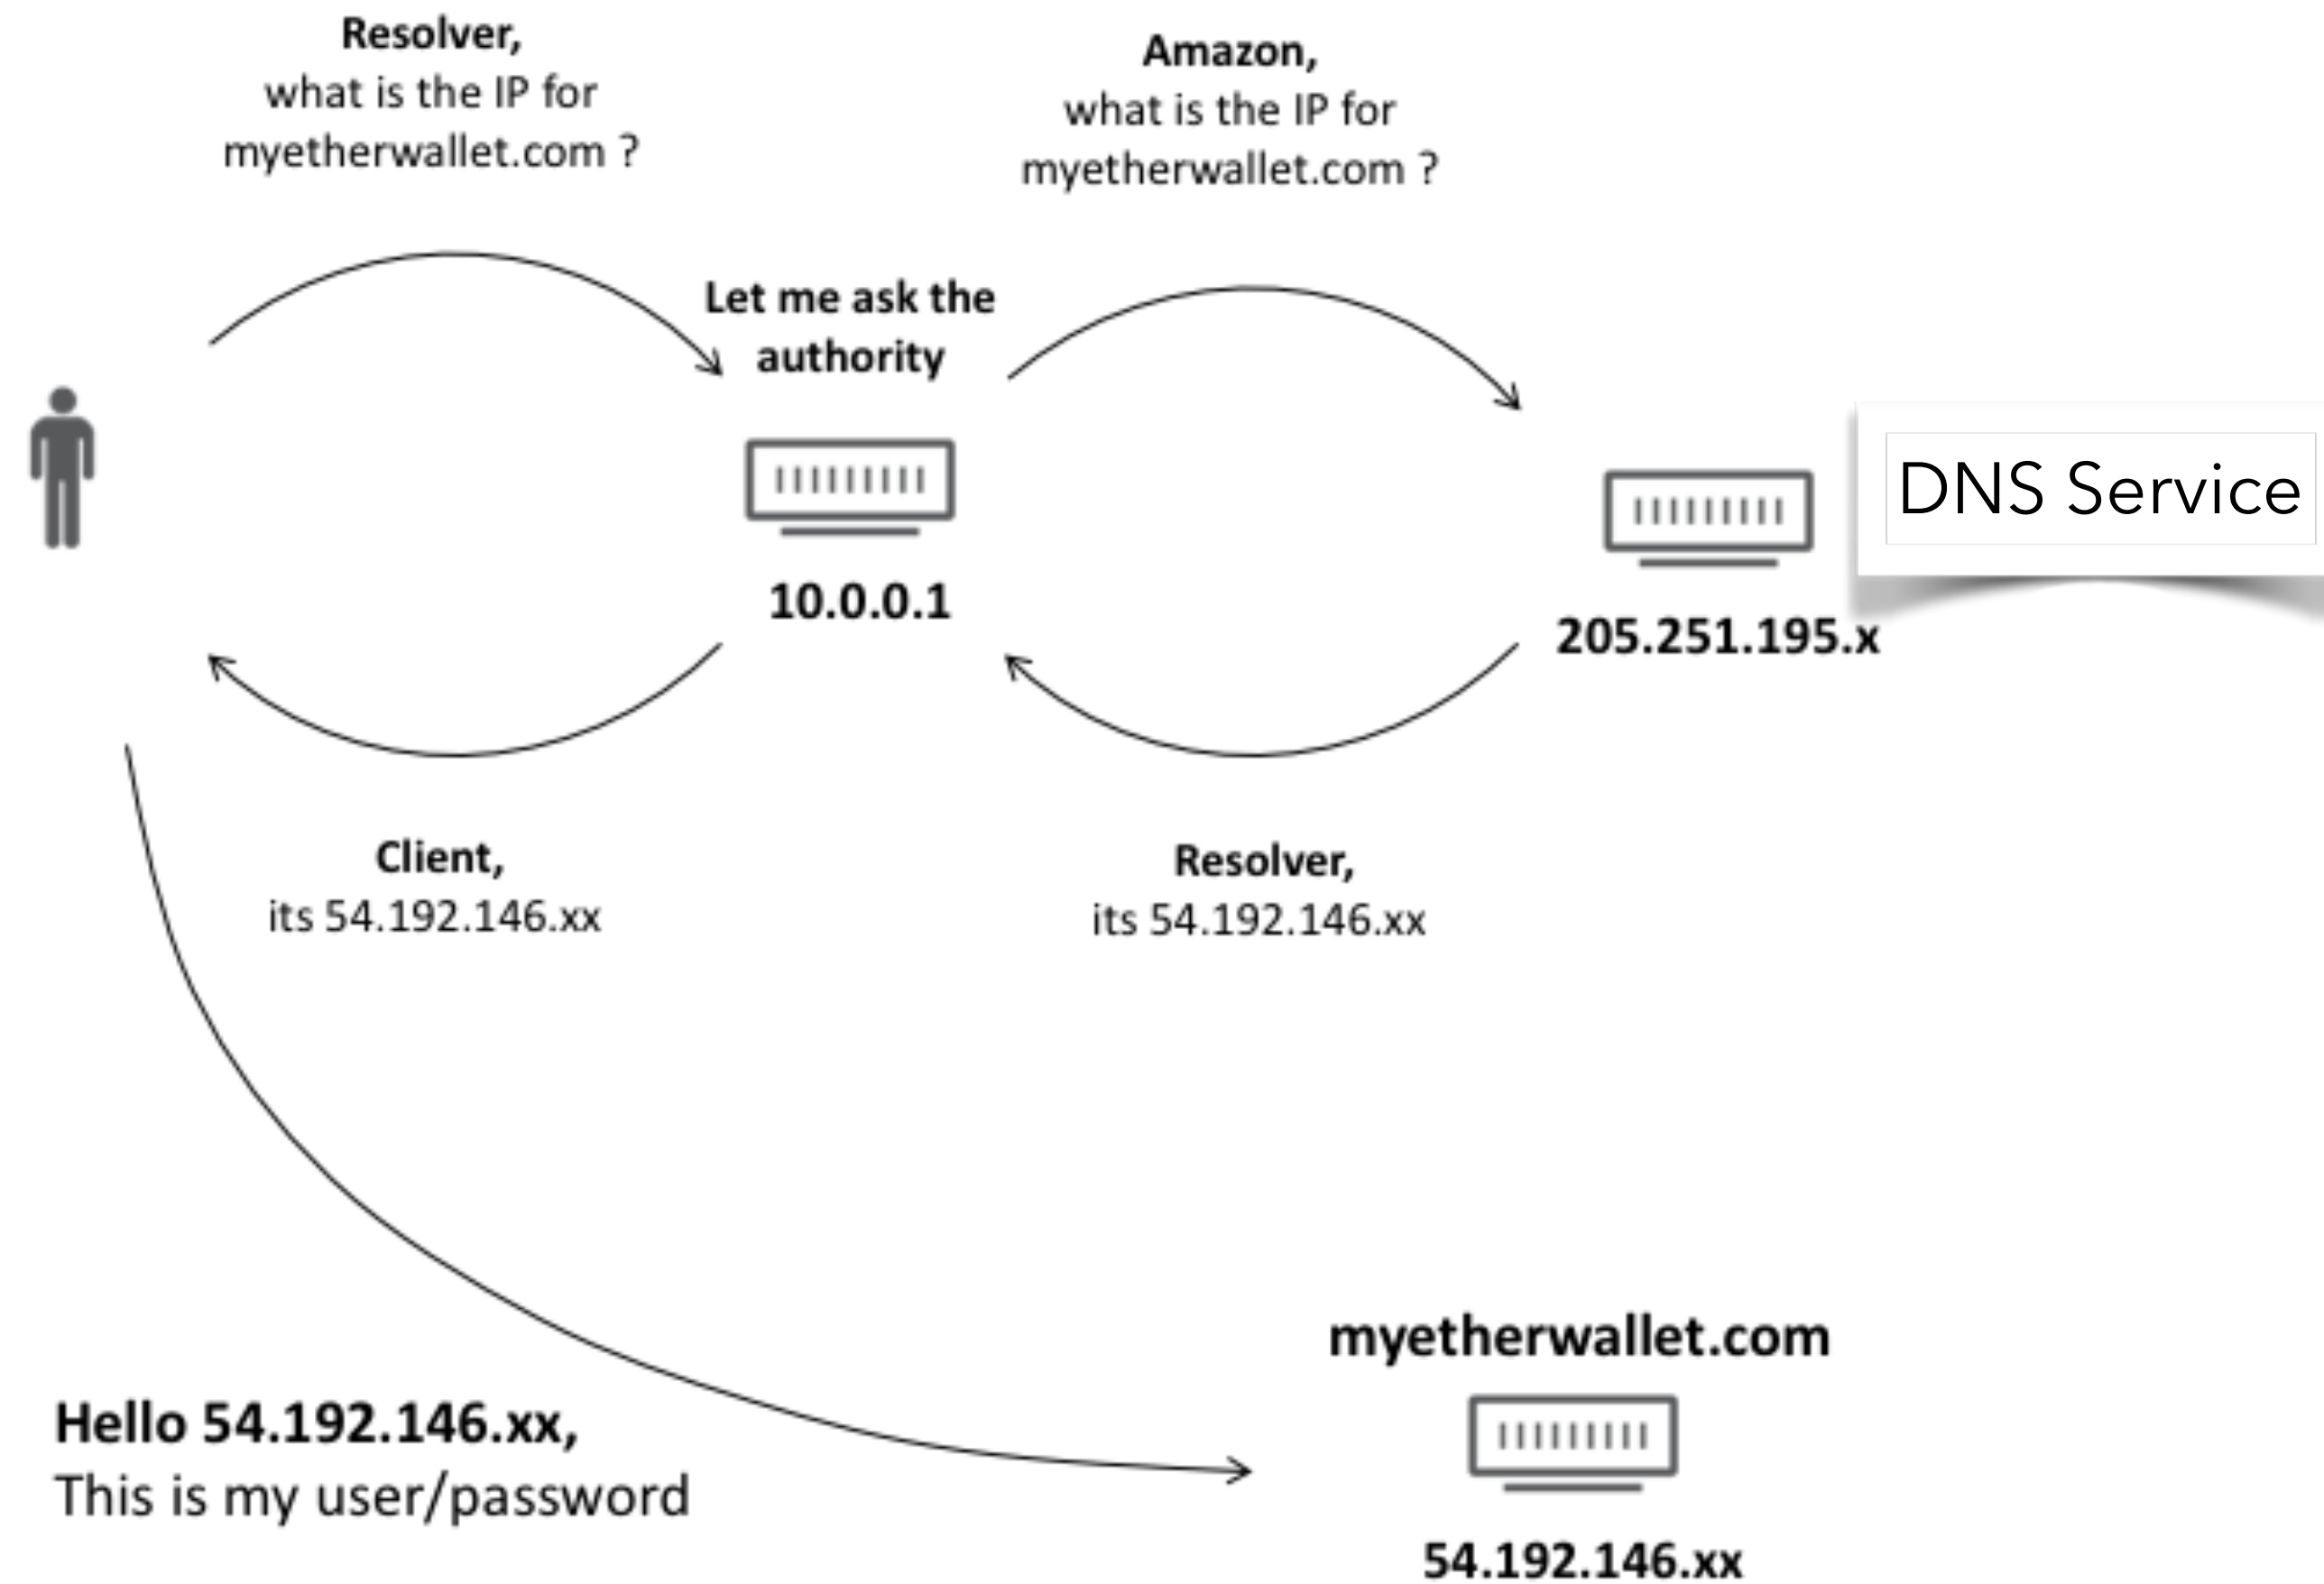 Resolver,
what is the IP for
myetherwallet.com ?
Amazon,
what is the IP for
myetherwallet.com ?
Let me ask the
authority
10.0.0.1
DNS Service
205.251.195.x
Client,
its 54.192.146.xx
Resolver,
its 54.192.146.xx
Hello 54.192.146.xx,
This is my user/password
myetherwallet.com
54.192.146.xx